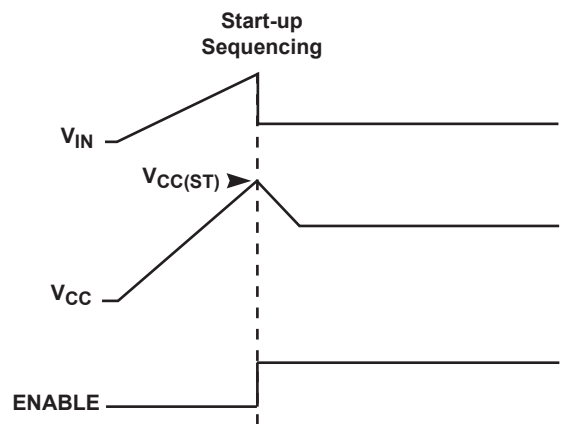 Start-up
Sequencing
VIN
VCC(ST)
VCC
ENABLE